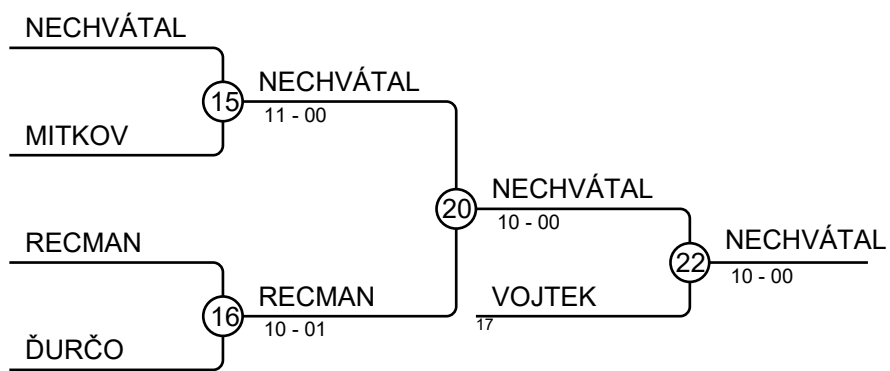 NECHVÁTAL
15
NECHVÁTAL
11 - 00
MITKOV
20
NECHVÁTAL
10 - 00
RECMAN
22
NECHVÁTAL
10 - 00
16
RECMAN
10 - 01
VOJTEK
17
ĎURČO